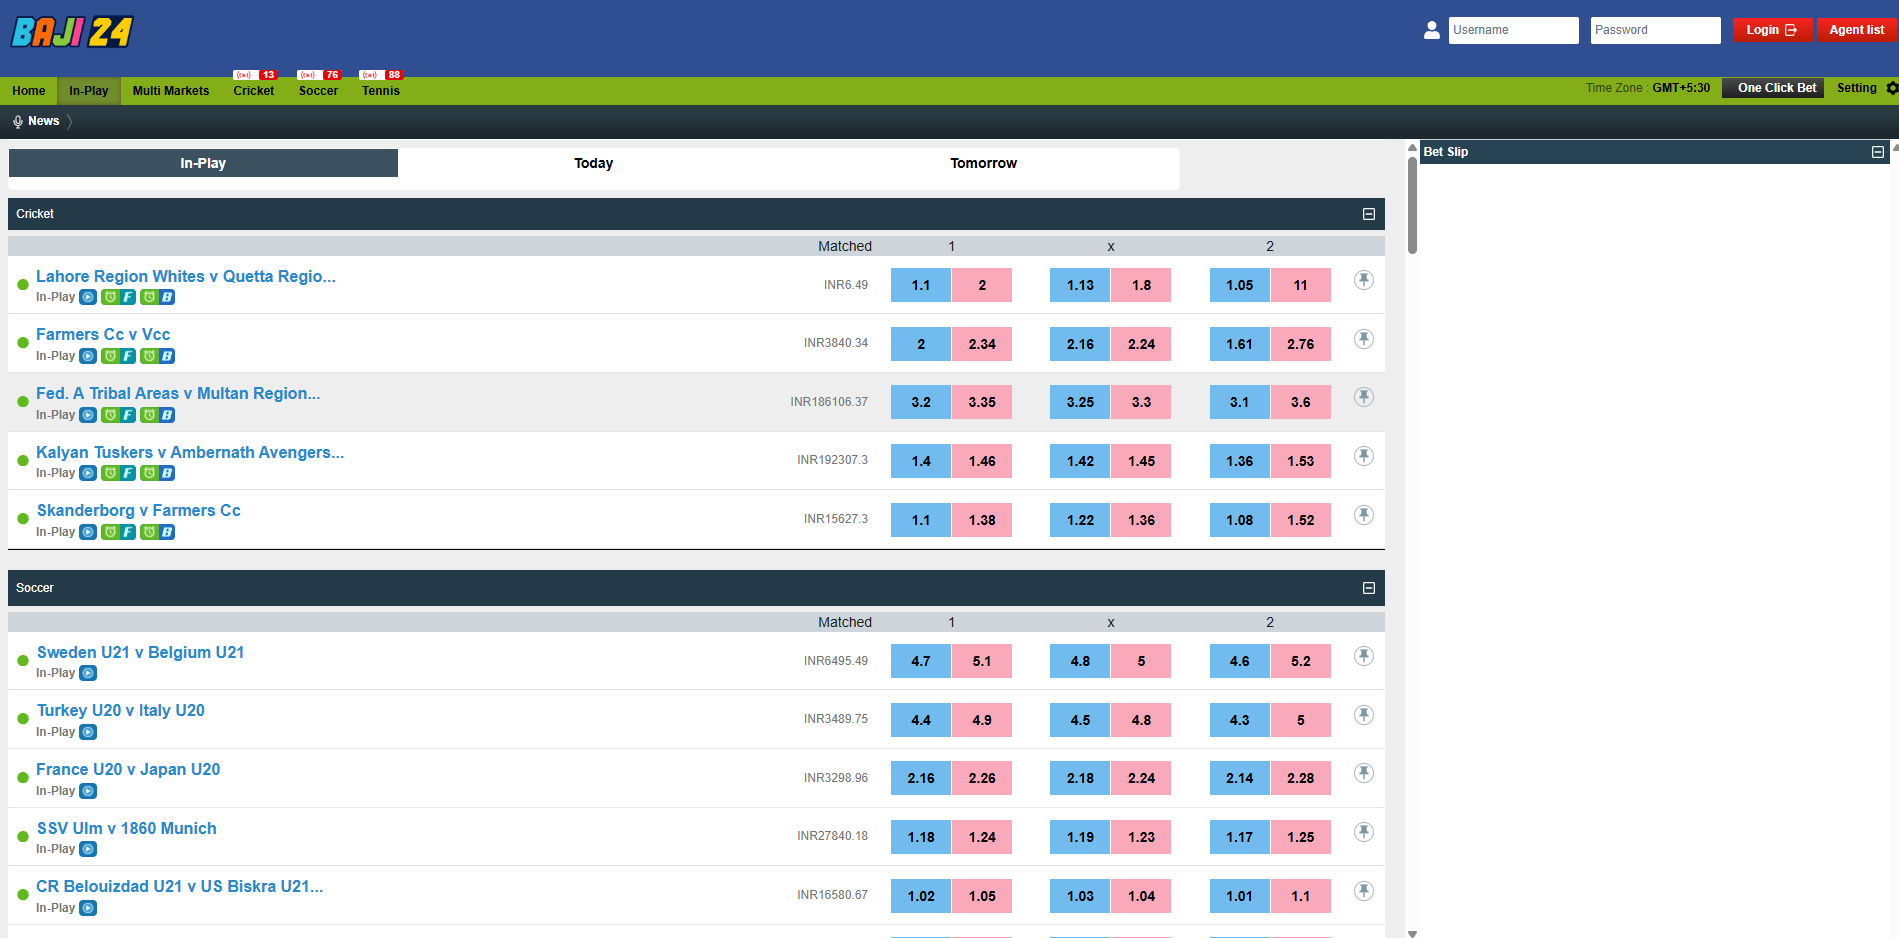 BAJI 24
Username Password Login Agent list
13 76 88
Home In-Play Multi Markets Cricket Soccer Tennis Time Zone : GMT+5:30 One Click Bet Setting
News
In-Play Today Tomorrow
Bet Slip
Cricket
Matched 1 x 2
Lahore Region Whites v Quetta Regio...
In-Play F B INR6.49 1.1 2 1.13 1.8 1.05 11
Farmers Cc v Vcc
In-Play F B INR3840.34 2 2.34 2.16 2.24 1.61 2.76
Fed. A Tribal Areas v Multan Region...
In-Play F B INR186106.37 3.2 3.35 3.25 3.3 3.1 3.6
Kalyan Tuskers v Ambernath Avengers...
In-Play F B INR192307.3 1.4 1.46 1.42 1.45 1.36 1.53
Skanderborg v Farmers Cc
In-Play F B INR15627.3 1.1 1.38 1.22 1.36 1.08 1.52
Soccer
Matched 1 x 2
Sweden U21 v Belgium U21
In-Play INR6495.49 4.7 5.1 4.8 5 4.6 5.2
Turkey U20 v Italy U20
In-Play INR3489.75 4.4 4.9 4.5 4.8 4.3 5
France U20 v Japan U20
In-Play INR3298.96 2.16 2.26 2.18 2.24 2.14 2.28
SSV Ulm v 1860 Munich
In-Play INR27840.18 1.18 1.24 1.19 1.23 1.17 1.25
CR Belouizdad U21 v US Biskra U21...
In-Play INR16580.67 1.02 1.05 1.03 1.04 1.01 1.1